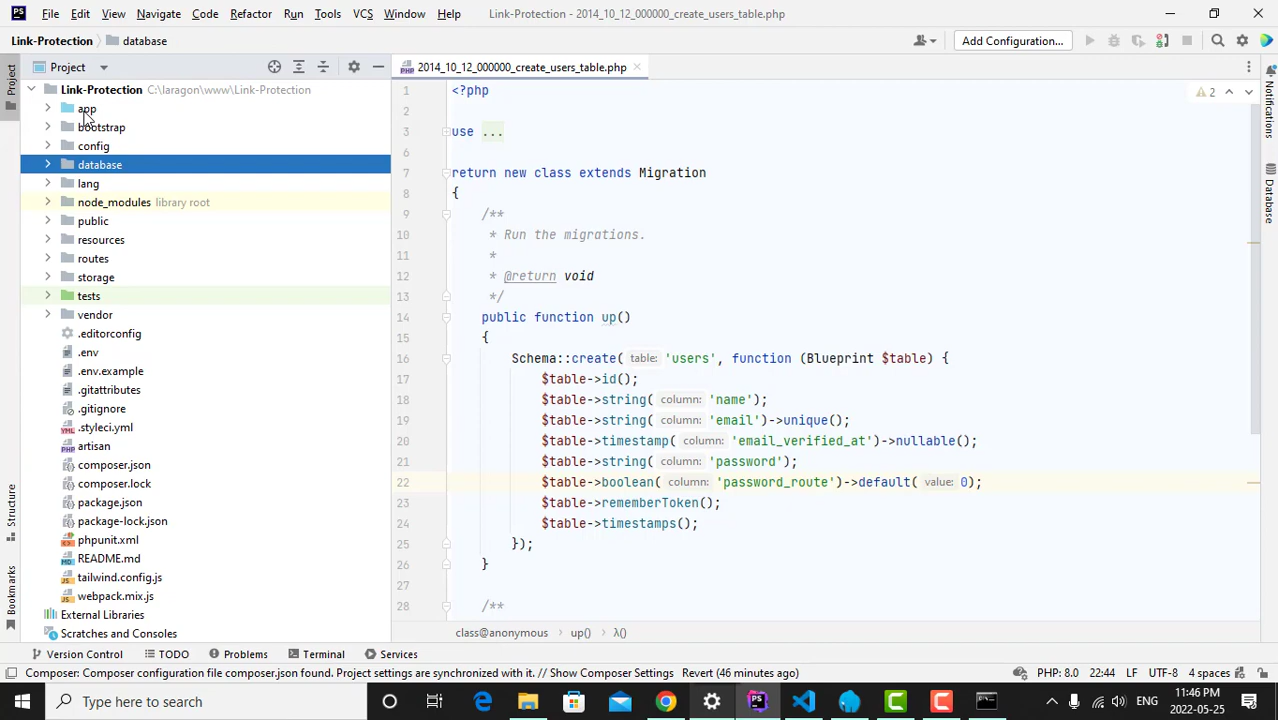 PS File Edit View Navigate Code Refactor Run Tools VCS Window Help Link-Protection - 2014_10_12_000000_create_users_table.php
Link-Protection database Add Configuration...
Project 2014_10_12_000000_create_users_table.php
Project
Structure
Bookmarks
Link-Protection C:\laragon\www\Link-Protection
app
bootstrap
config
database
lang
node_modules library root
public
resources
routes
storage
tests
vendor
.editorconfig
.env
.env.example
.gitattributes
.gitignore
.styleci.yml
artisan
composer.json
composer.lock
package.json
package-lock.json
phpunit.xml
README.md
tailwind.config.js
webpack.mix.js
External Libraries
Scratches and Consoles
1 <?php
2
3 use ...
6
7 return new class extends Migration
8 {
9 /**
10 * Run the migrations.
11 *
12 * @return void
13 */
14 public function up()
15 {
16 Schema::create( table: 'users', function (Blueprint $table) {
17 $table->id();
18 $table->string( column: 'name');
19 $table->string( column: 'email')->unique();
20 $table->timestamp( column: 'email_verified_at')->nullable();
21 $table->string( column: 'password');
22 $table->boolean( column: 'password_route')->default( value: 0);
23 $table->rememberToken();
24 $table->timestamps();
25 });
26 }
27
28 /**
2
Notifications
Database
class@anonymous › up() › λ()
Version Control TODO Problems Terminal Services
Composer: Composer configuration file composer.json found. Project settings are synchronized with it. // Show Composer Settings Revert (46 minutes ago) PHP: 8.0 22:44 LF UTF-8 4 spaces
Type here to search
ENG 11:46 PM
2022-05-25